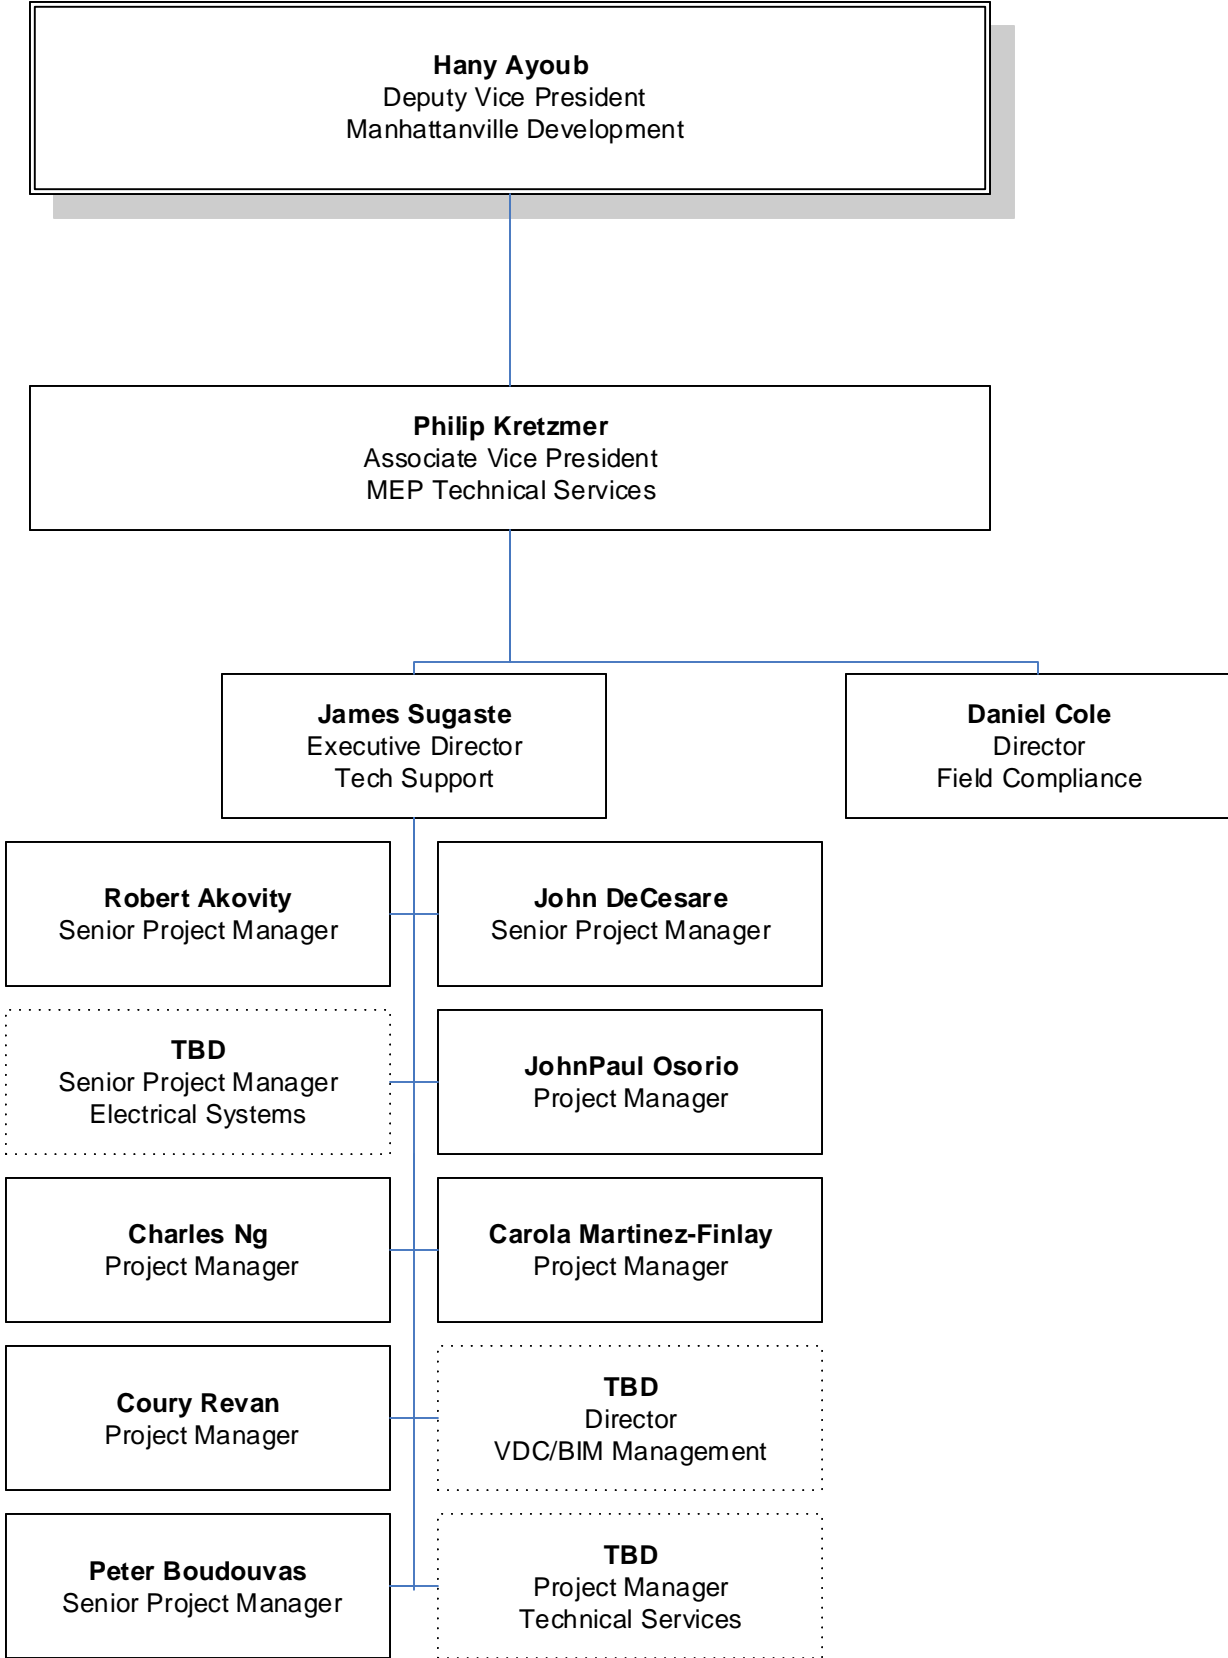 Hany Ayoub
Deputy Vice President
Manhattanville Development
Philip Kretzmer
Associate Vice President
MEP Technical Services
James Sugaste
Executive Director
Tech Support
Daniel Cole
Director
Field Compliance
Robert Akovity
Senior Project Manager
John DeCesare
Senior Project Manager
TBD
Senior Project Manager
Electrical Systems
JohnPaul Osorio
Project Manager
Charles Ng
Project Manager
Carola Martinez-Finlay
Project Manager
Coury Revan
Project Manager
TBD
Director
VDC/BIM Management
Peter Boudouvas
Senior Project Manager
TBD
Project Manager
Technical Services